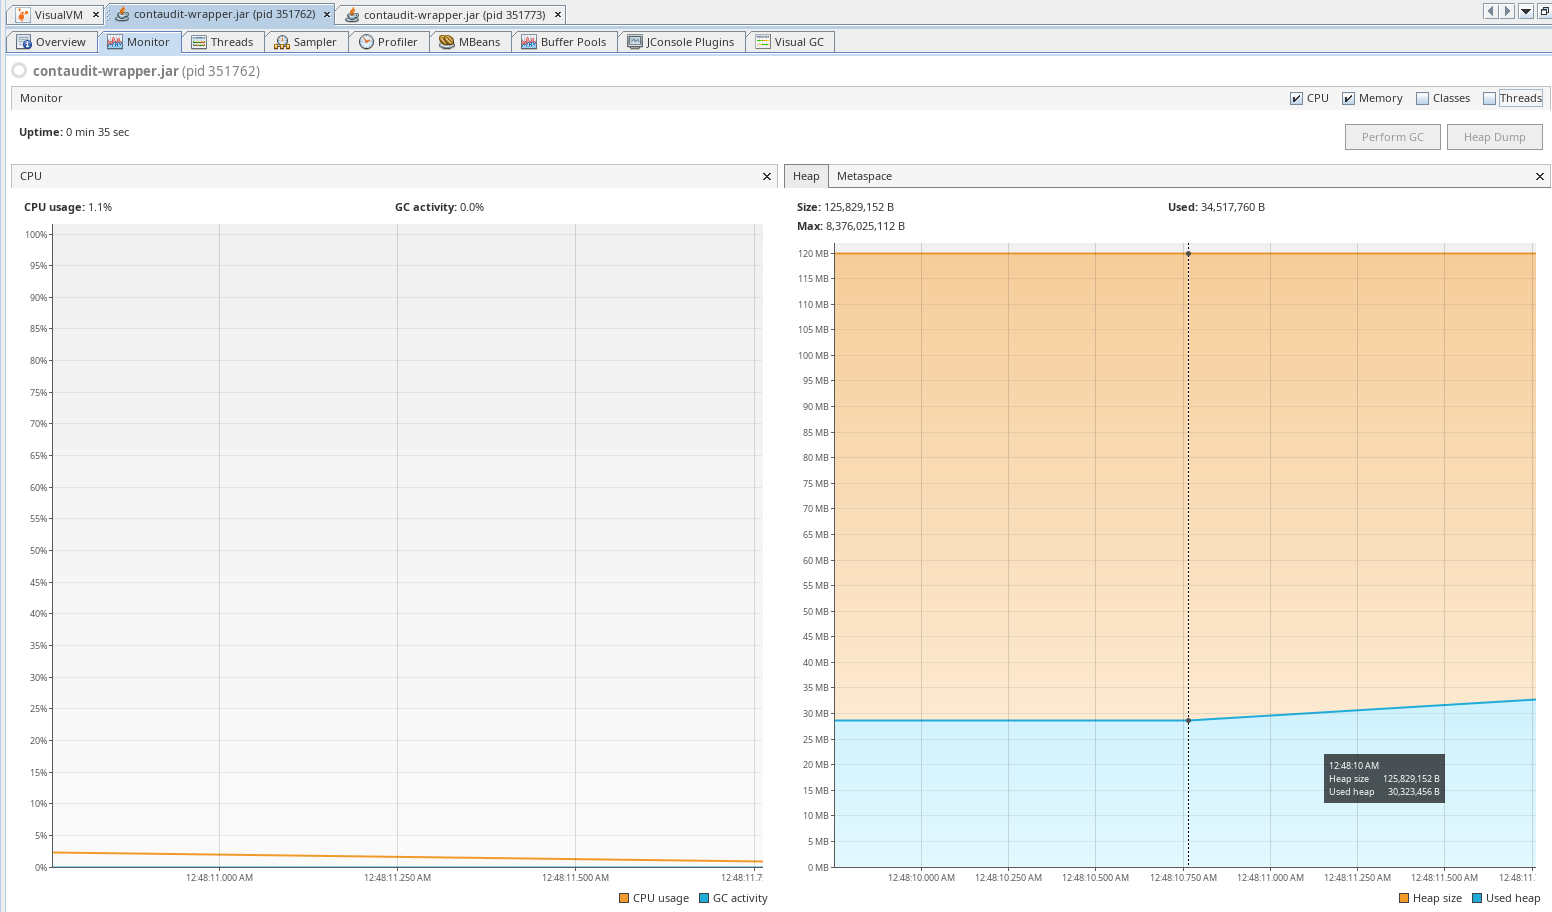 VisualVM contaudit-wrapper.jar (pid 351762) contaudit-wrapper.jar (pid 351773)
Overview Monitor Threads Sampler Profiler MBeans Buffer Pools JConsole Plugins Visual GC
contaudit-wrapper.jar (pid 351762)
Monitor CPU Memory Classes Threads
Uptime: 0 min 35 sec
Perform GC Heap Dump
CPU
CPU usage: 1.1% GC activity: 0.0%
100%
95%
90%
85%
80%
75%
70%
65%
60%
55%
50%
45%
40%
35%
30%
25%
20%
15%
10%
5%
0%
12:48:11.000 AM 12:48:11.250 AM 12:48:11.500 AM 12:48:11.7
CPU usage GC activity
Heap Metaspace
Size: 125,829,152 B Used: 34,517,760 B
Max: 8,376,025,112 B
120 MB
115 MB
110 MB
105 MB
100 MB
95 MB
90 MB
85 MB
80 MB
75 MB
70 MB
65 MB
60 MB
55 MB
50 MB
45 MB
40 MB
35 MB
30 MB
25 MB
20 MB
15 MB
10 MB
5 MB
0 MB
12:48:10 AM
Heap size 125,829,152 B
Used heap 30,323,456 B
12:48:10.000 AM 12:48:10.250 AM 12:48:10.500 AM 12:48:10.750 AM 12:48:11.000 AM 12:48:11.250 AM 12:48:11.500 AM 12:48:11.
Heap size Used heap